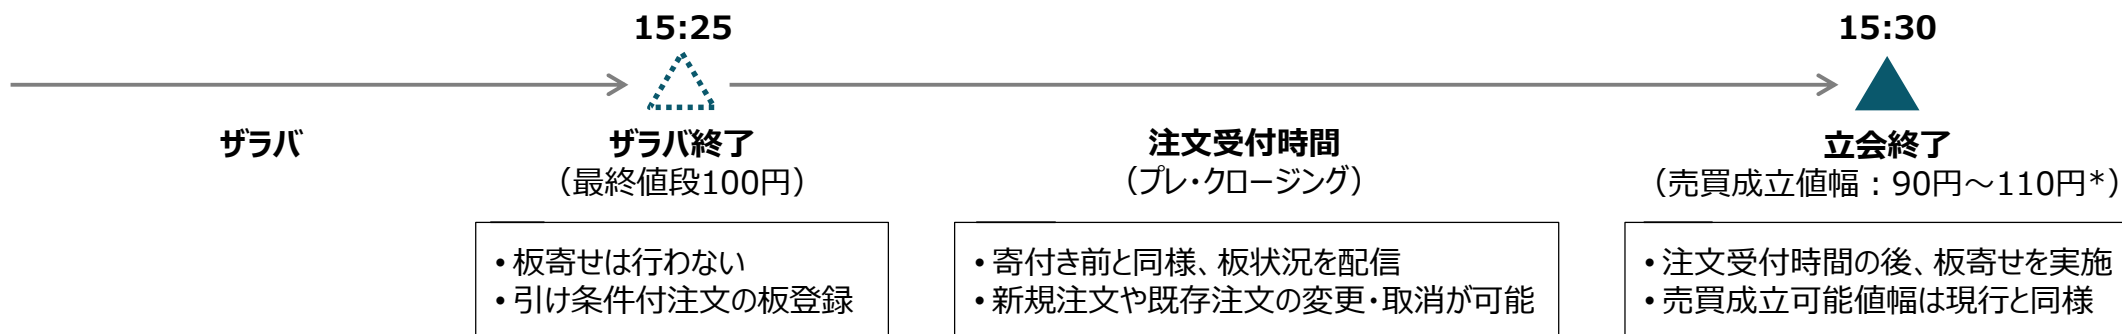 15:25
15:30
ザラバ
ザラバ終了
（最終値段100円）
注文受付時間
（プレ・クロージング）
立会終了
（売買成立値幅：90円～110円*）
• 板寄せは行わない
• 引け条件付注文の板登録
• 寄付き前と同様、板状況を配信
• 新規注文や既存注文の変更・取消が可能
• 注文受付時間の後、板寄せを実施
• 売買成立可能値幅は現行と同様